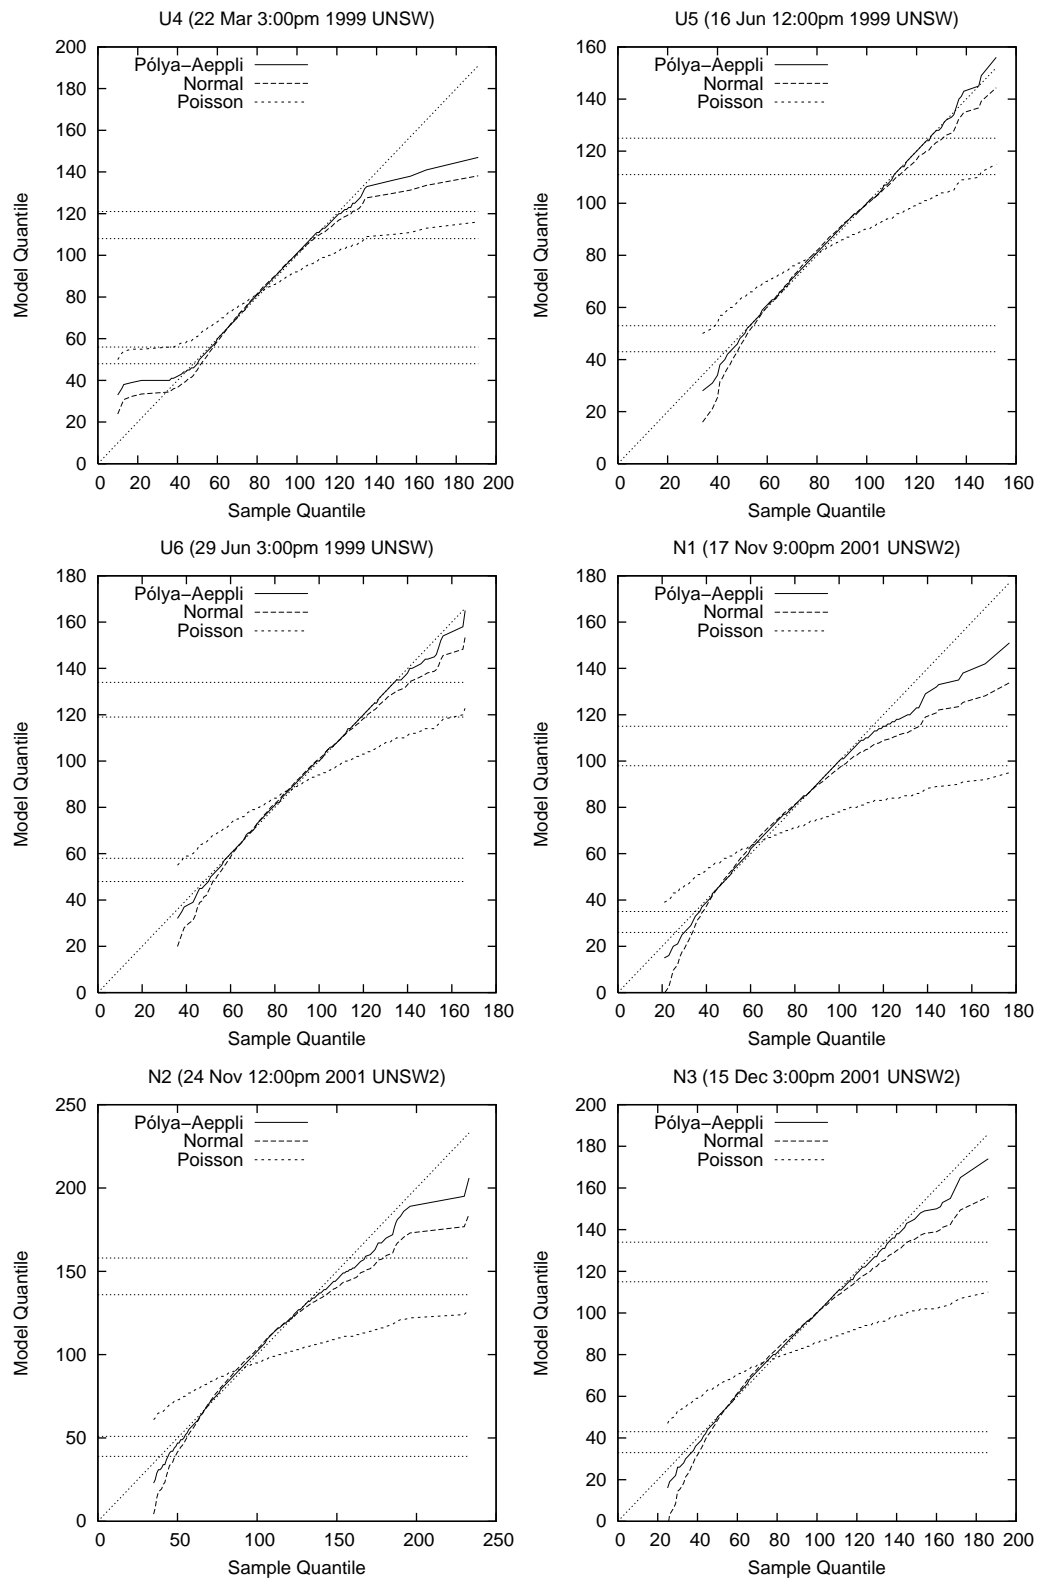 U4 (22 Mar 3:00pm 1999 UNSW)
Pólya−Aeppli
Normal
Poisson
Model Quantile
200
180
160
140
120
100
80
60
40
20
0
0 20 40 60 80 100 120 140 160 180 200
Sample Quantile
U5 (16 Jun 12:00pm 1999 UNSW)
Pólya−Aeppli
Normal
Poisson
Model Quantile
160
140
120
100
80
60
40
20
0
0 20 40 60 80 100 120 140 160
Sample Quantile
U6 (29 Jun 3:00pm 1999 UNSW)
Pólya−Aeppli
Normal
Poisson
Model Quantile
180
160
140
120
100
80
60
40
20
0
0 20 40 60 80 100 120 140 160 180
Sample Quantile
N1 (17 Nov 9:00pm 2001 UNSW2)
Pólya−Aeppli
Normal
Poisson
Model Quantile
180
160
140
120
100
80
60
40
20
0
0 20 40 60 80 100 120 140 160 180
Sample Quantile
N2 (24 Nov 12:00pm 2001 UNSW2)
Pólya−Aeppli
Normal
Poisson
Model Quantile
250
200
150
100
50
0
0 50 100 150 200 250
Sample Quantile
N3 (15 Dec 3:00pm 2001 UNSW2)
Pólya−Aeppli
Normal
Poisson
Model Quantile
200
180
160
140
120
100
80
60
40
20
0
0 20 40 60 80 100 120 140 160 180 200
Sample Quantile